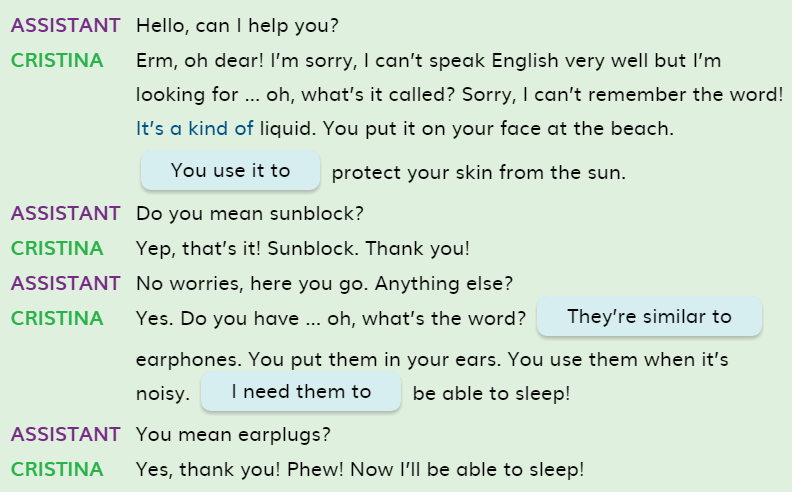 ASSISTANT Hello, can I help you?
CRISTINA Erm, oh dear! I'm sorry, I can't speak English very well but I'm
looking for ... oh, what's it called? Sorry, I can't remember the word!
It's a kind of liquid. You put it on your face at the beach.
You use it to protect your skin from the sun.
ASSISTANT Do you mean sunblock?
CRISTINA Yep, that's it! Sunblock. Thank you!
ASSISTANT No worries, here you go. Anything else?
CRISTINA Yes. Do you have ... oh, what's the word? They're similar to
earphones. You put them in your ears. You use them when it's
noisy. I need them to be able to sleep!
ASSISTANT You mean earplugs?
CRISTINA Yes, thank you! Phew! Now I'll be able to sleep!